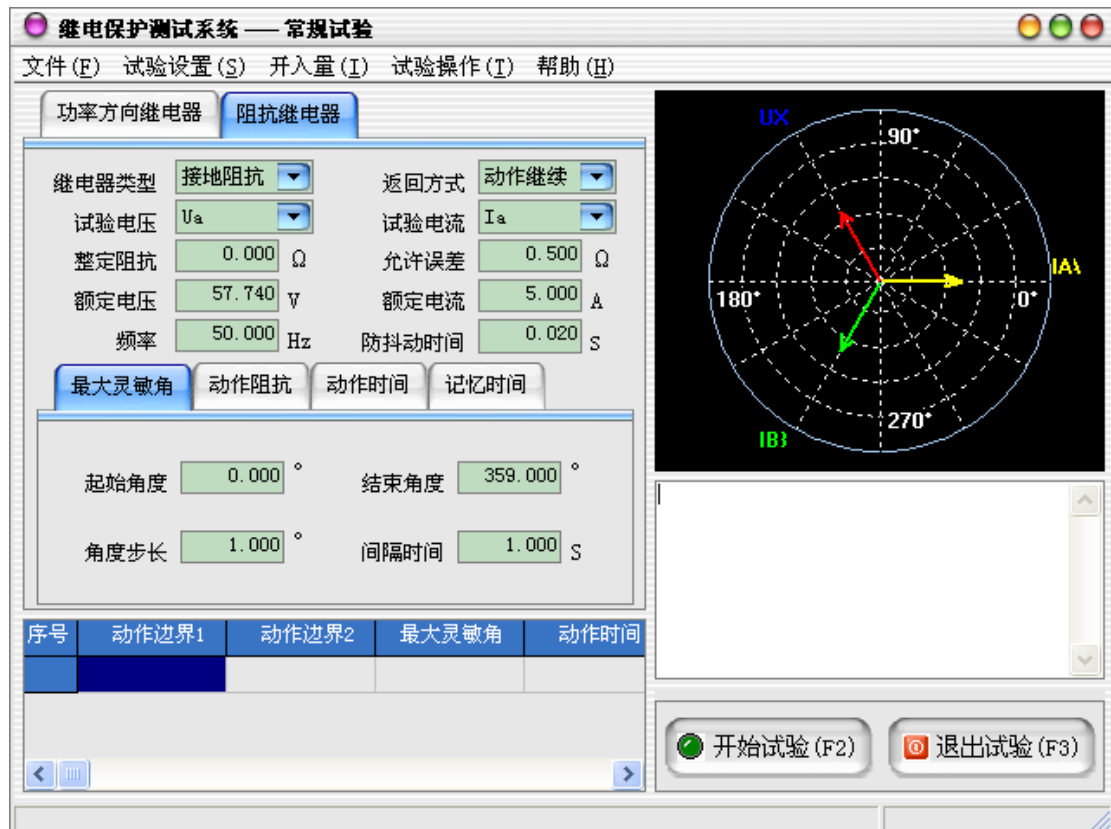 继电保护测试系统 — 常规试验
文件(F) 试验设置(S) 开入量(I) 试验操作(T) 帮助(H)
功率方向继电器 阻抗继电器
继电器类型 接地阻抗 返回方式 动作继续
试验电压 Ua 试验电流 Ia
整定阻抗 0.000 Ω 允许误差 0.500 Ω
额定电压 57.740 V 额定电流 5.000 A
频率 50.000 Hz 防抖动时间 0.020 S
最大灵敏角 动作阻抗 动作时间 记忆时间
起始角度 0.000 ° 结束角度 359.000 °
角度步长 1.000 ° 间隔时间 1.000 S
序号 动作边界1 动作边界2 最大灵敏角 动作时间
UX
90°
180°
0°
270°
开始试验(F2) 退出试验(F3)